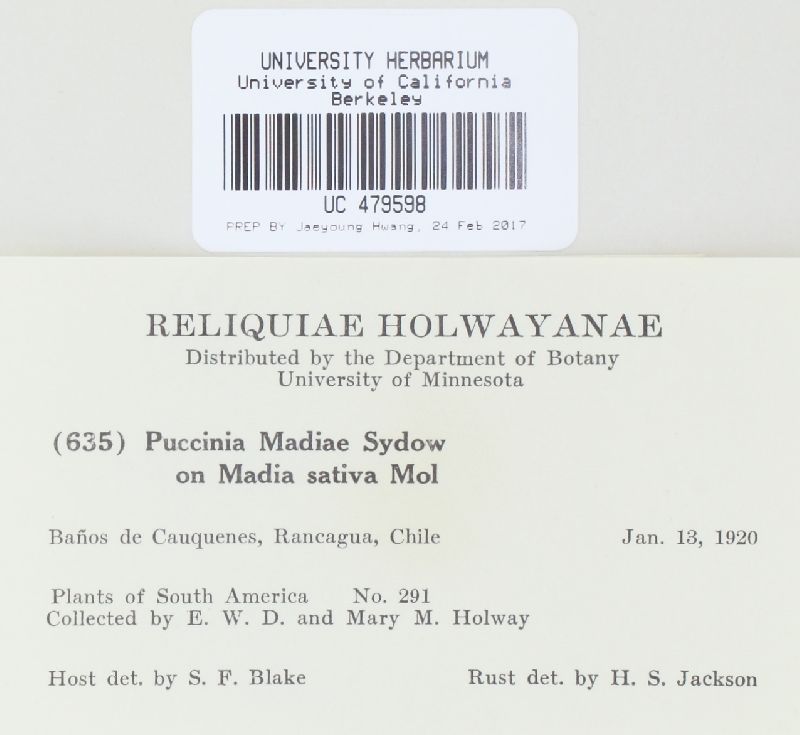 UNIVERSITY HERBARIUM
University of California
Berkeley
UC 479598
PREP BY Jaeyoung Hwang, 24 Feb 2017
RELIQUIAE HOLWAYANAE
Distributed by the Department of Botany
University of Minnesota
(635) Puccinia Madiae Sydow
on Madia sativa Mol
Baños de Cauquenes, Rancagua, Chile Jan. 13, 1920
Plants of South America No. 291
Collected by E. W. D. and Mary M. Holway
Host det. by S. F. Blake Rust det. by H. S. Jackson